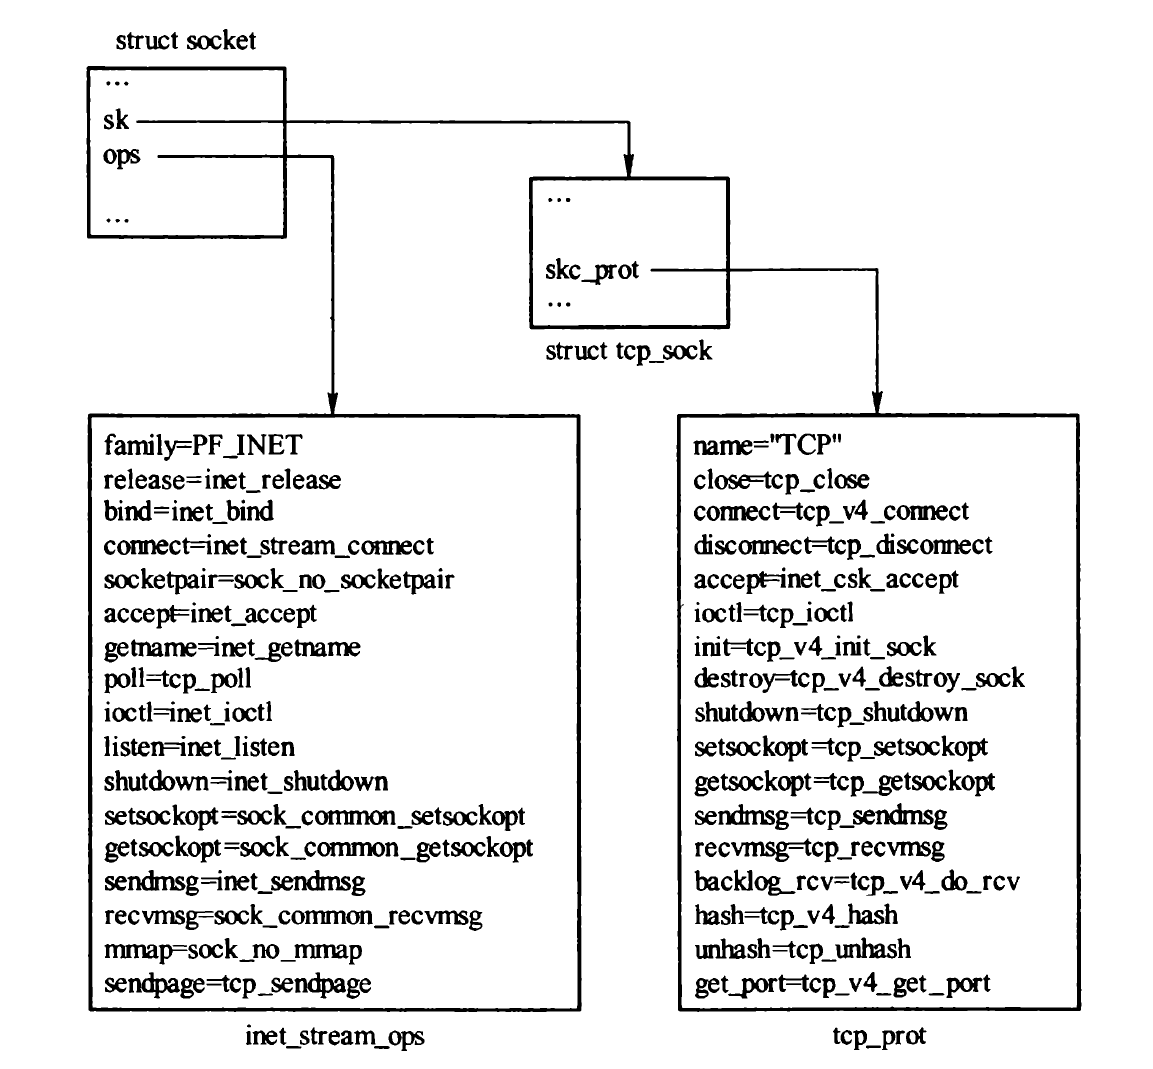 struct socket
...
sk
ops
...
...
skc_prot
...
struct tcp_sock
family=PF_INET
release=inet_release
bind=inet_bind
connect=inet_stream_connect
socketpair=sock_no_socketpair
accept=inet_accept
getname=inet_getname
poll=tcp_poll
ioctl=inet_ioctl
listen=inet_listen
shutdown=inet_shutdown
setsockopt=sock_common_setsockopt
getsockopt=sock_common_getsockopt
sendmsg=inet_sendmsg
recvmsg=sock_common_recvmsg
mmap=sock_no_mmap
sendpage=tcp_sendpage
inet_stream_ops
name="TCP"
close=tcp_close
connect=tcp_v4_connect
disconnect=tcp_disconnect
accept=inet_csk_accept
ioctl=tcp_ioctl
init=tcp_v4_init_sock
destroy=tcp_v4_destroy_sock
shutdown=tcp_shutdown
setsockopt=tcp_setsockopt
getsockopt=tcp_getsockopt
sendmsg=tcp_sendmsg
recvmsg=tcp_recvmsg
backlog_rcv=tcp_v4_do_rcv
hash=tcp_v4_hash
unhash=tcp_unhash
get_port=tcp_v4_get_port
tcp_prot